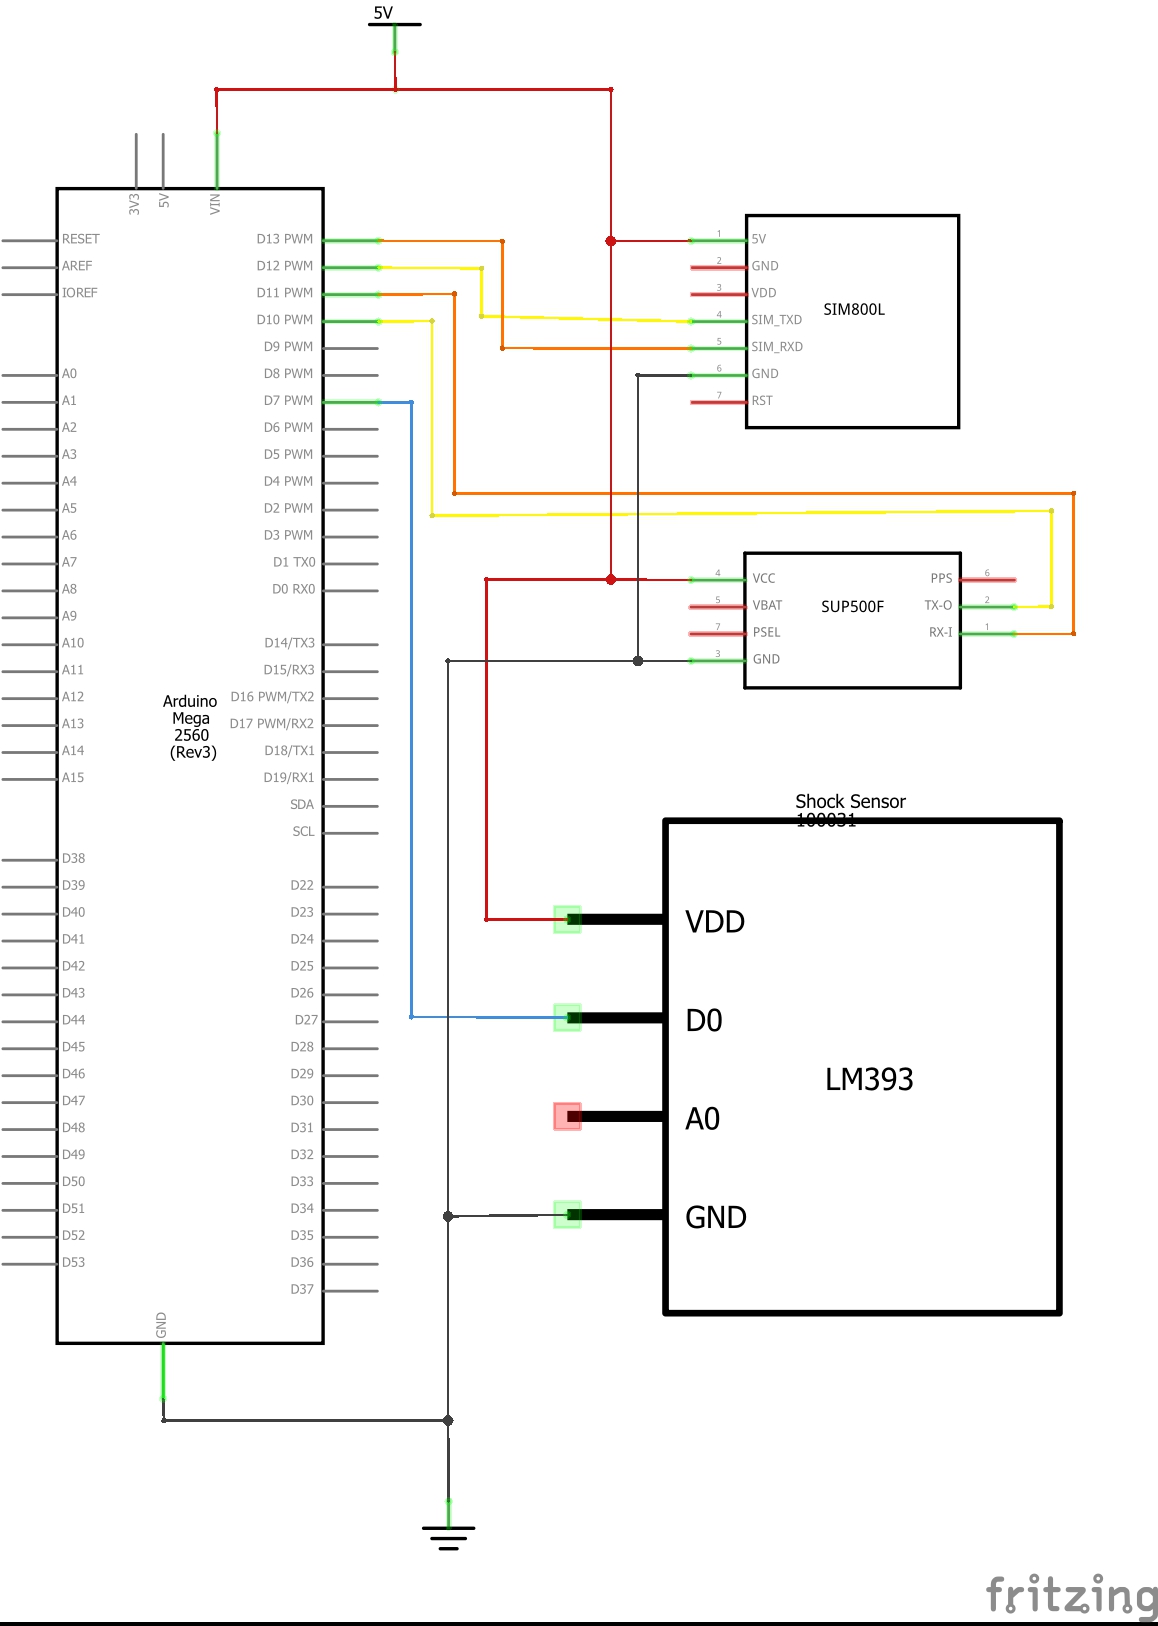 5V
3V3
5V
VIN
RESET
AREF
IOREF
A0
A1
A2
A3
A4
A5
A6
A7
A8
A9
A10
A11
A12
A13
A14
A15
D38
D39
D40
D41
D42
D43
D44
D45
D46
D47
D48
D49
D50
D51
D52
D53
Arduino
Mega
2560
(Rev3)
D13 PWM
D12 PWM
D11 PWM
D10 PWM
D9 PWM
D8 PWM
D7 PWM
D6 PWM
D5 PWM
D4 PWM
D2 PWM
D3 PWM
D1 TX0
D0 RX0
D14/TX3
D15/RX3
D16 PWM/TX2
D17 PWM/RX2
D18/TX1
D19/RX1
SDA
SCL
D22
D23
D24
D25
D26
D27
D28
D29
D30
D31
D32
D33
D34
D35
D36
D37
GND
1 5V
2 GND
3 VDD
4 SIM_TXD
5 SIM_RXD
6 GND
7 RST
SIM800L
4 VCC
5 VBAT
7 PSEL
3 GND
SUP500F
PPS 6
TX-O 2
RX-I 1
Shock Sensor
100031
VDD
D0
A0
GND
LM393
fritzing